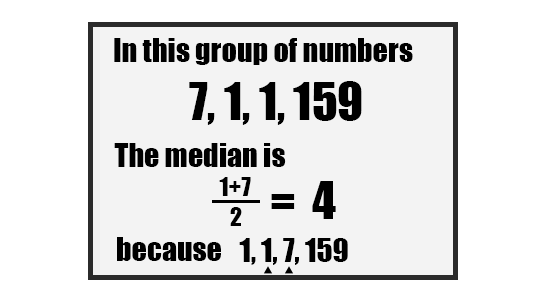 In this group of numbers
7, 1, 1, 159
The median is
1+7
2
= 4
because 1, 1, 7, 159